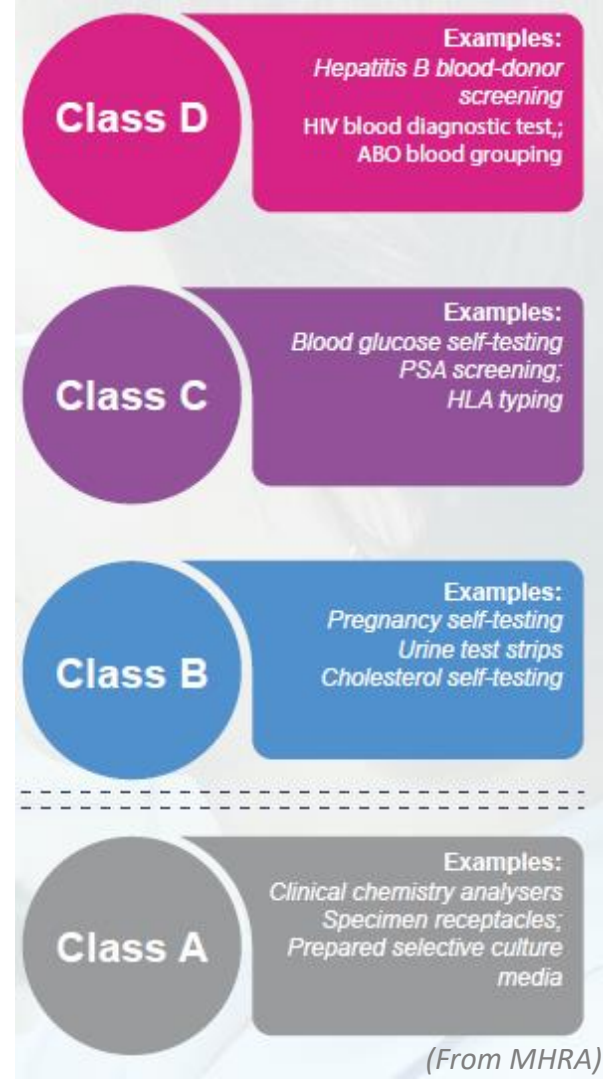 Class D
Examples:
Hepatitis B blood-donor
screening
HIV blood diagnostic test,;
ABO blood grouping
Class C
Examples:
Blood glucose self-testing
PSA screening;
HLA typing
Class B
Examples:
Pregnancy self-testing
Urine test strips
Cholesterol self-testing
Class A
Examples:
Clinical chemistry analysers
Specimen receptacles;
Prepared selective culture
media
(From MHRA)